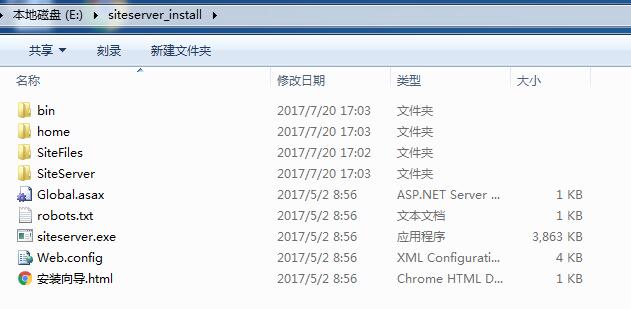 本地磁盘 (E:) siteserver_install
共享 刻录 新建文件夹
名称 修改日期 类型 大小
bin 2017/7/20 17:03 文件夹
home 2017/7/20 17:03 文件夹
SiteFiles 2017/7/20 17:02 文件夹
SiteServer 2017/7/20 17:03 文件夹
Global.asax 2017/5/2 8:56 ASP.NET Server ... 1 KB
robots.txt 2017/5/2 8:56 文本文档 1 KB
siteserver.exe 2017/5/2 8:56 应用程序 3,863 KB
Web.config 2017/5/2 8:56 XML Configurati... 4 KB
安装向导.html 2017/5/2 8:56 Chrome HTML D... 1 KB